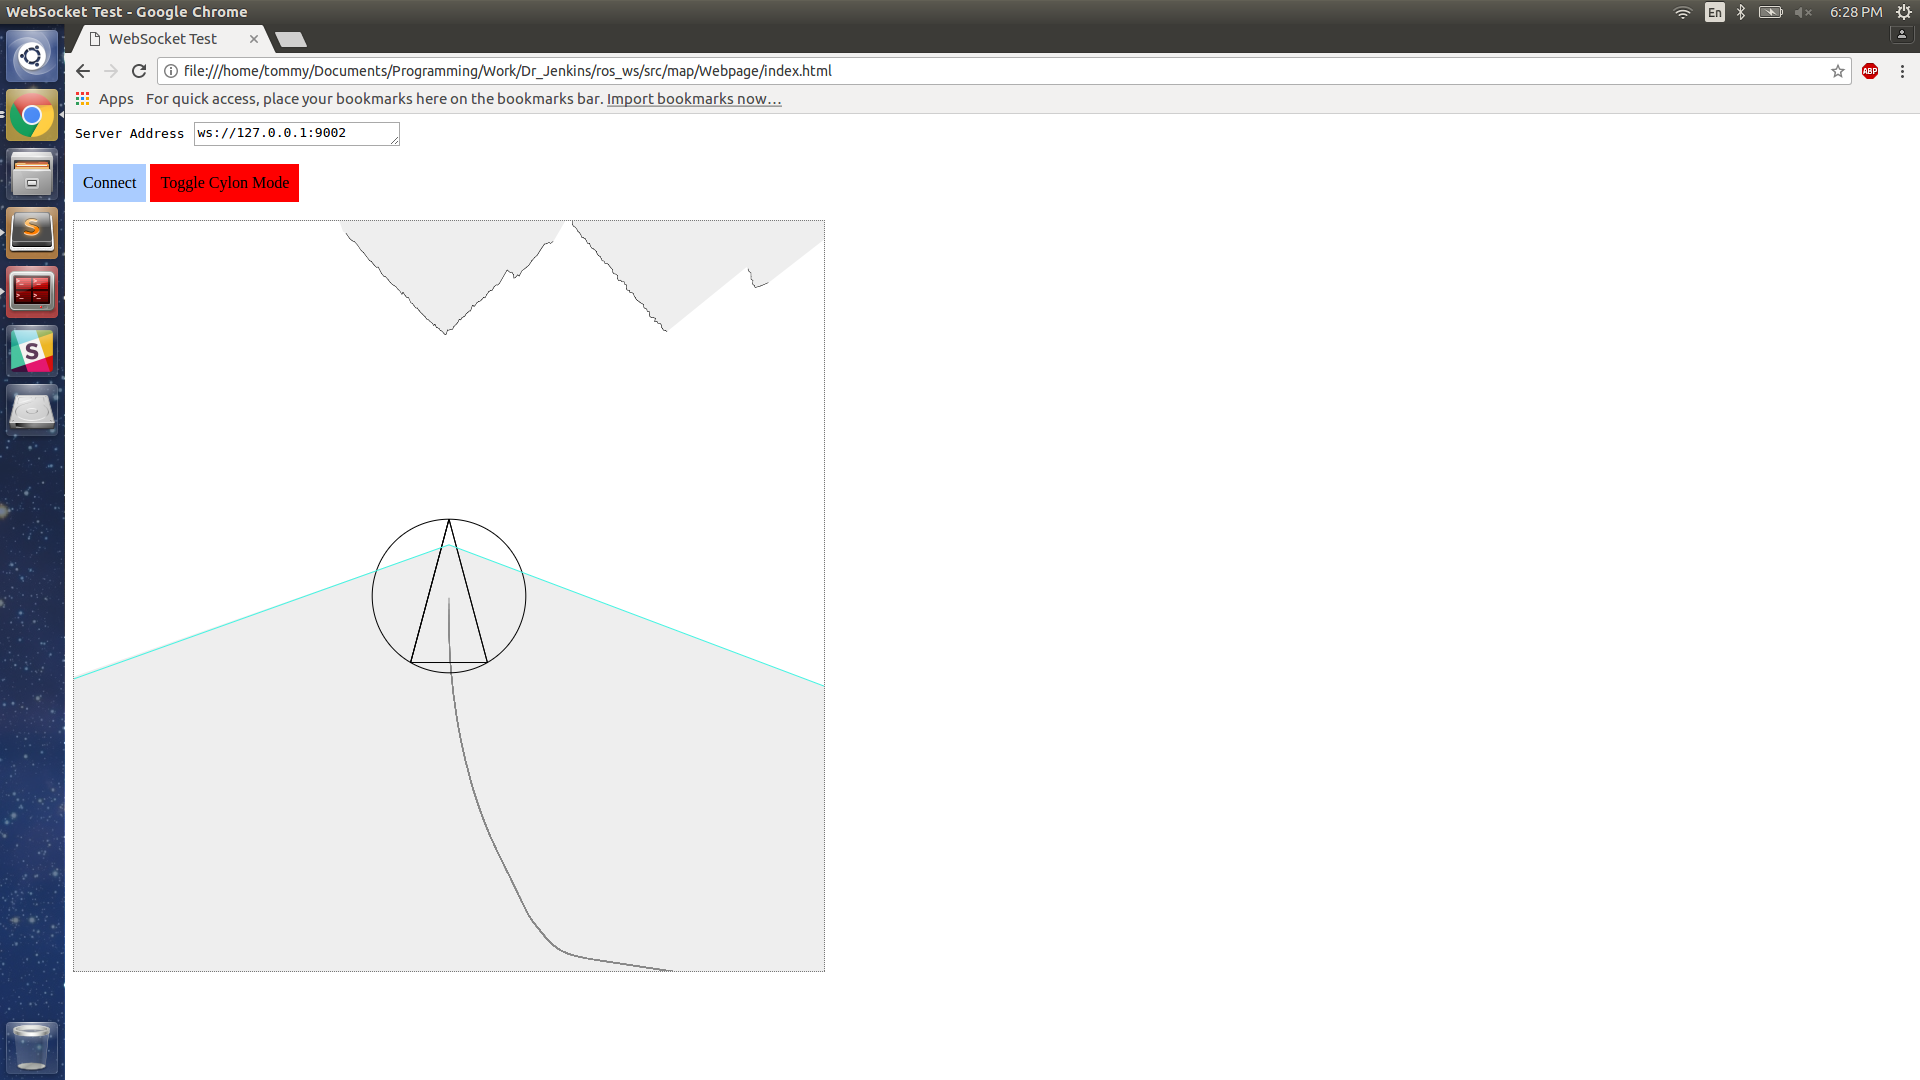 WebSocket Test - Google Chrome
En
6:28 PM
WebSocket Test
file:///home/tommy/Documents/Programming/Work/Dr_Jenkins/ros_ws/src/map/Webpage/index.html
ABP
Apps For quick access, place your bookmarks here on the bookmarks bar. Import bookmarks now…
Server Address ws://127.0.0.1:9002
Connect Toggle Cylon Mode
S
S